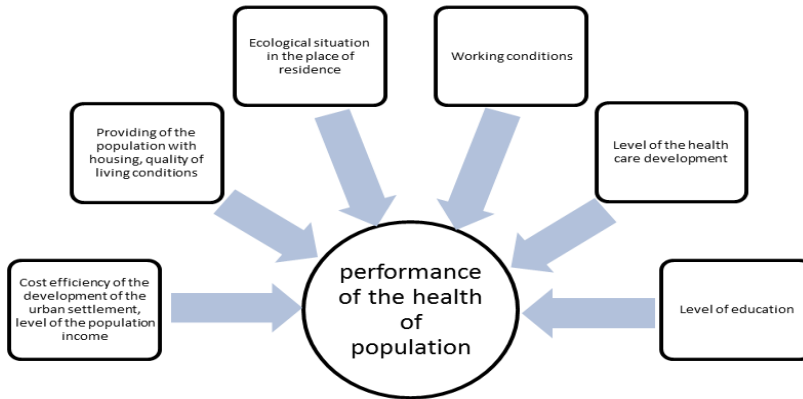 Ecological situation
in the place of
residence
Working conditions
Providing of the
population with
housing, quality of
living conditions
Level of the health
care development
Cost efficiency of the
development of the
urban settlement,
level of the population
income
performance
of the health
of
population
Level of education